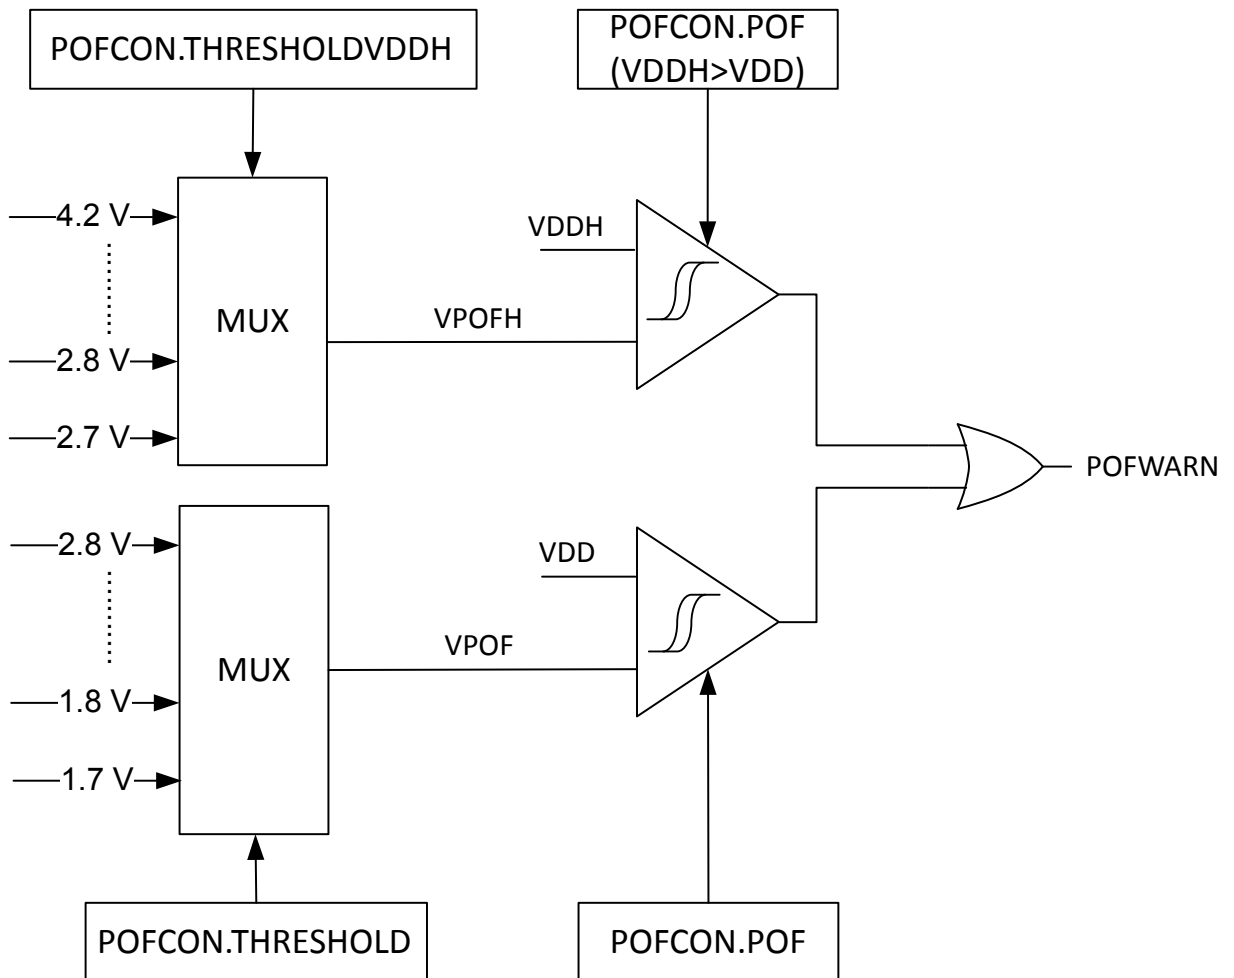 POFCON.THRESHOLDVDDH
POFCON.POF
(VDDH>VDD)
4.2 V
VDDH
MUX
VPOFH
2.8 V
2.7 V
POFWARN
2.8 V
VDD
VPOF
MUX
1.8 V
1.7 V
POFCON.THRESHOLD
POFCON.POF